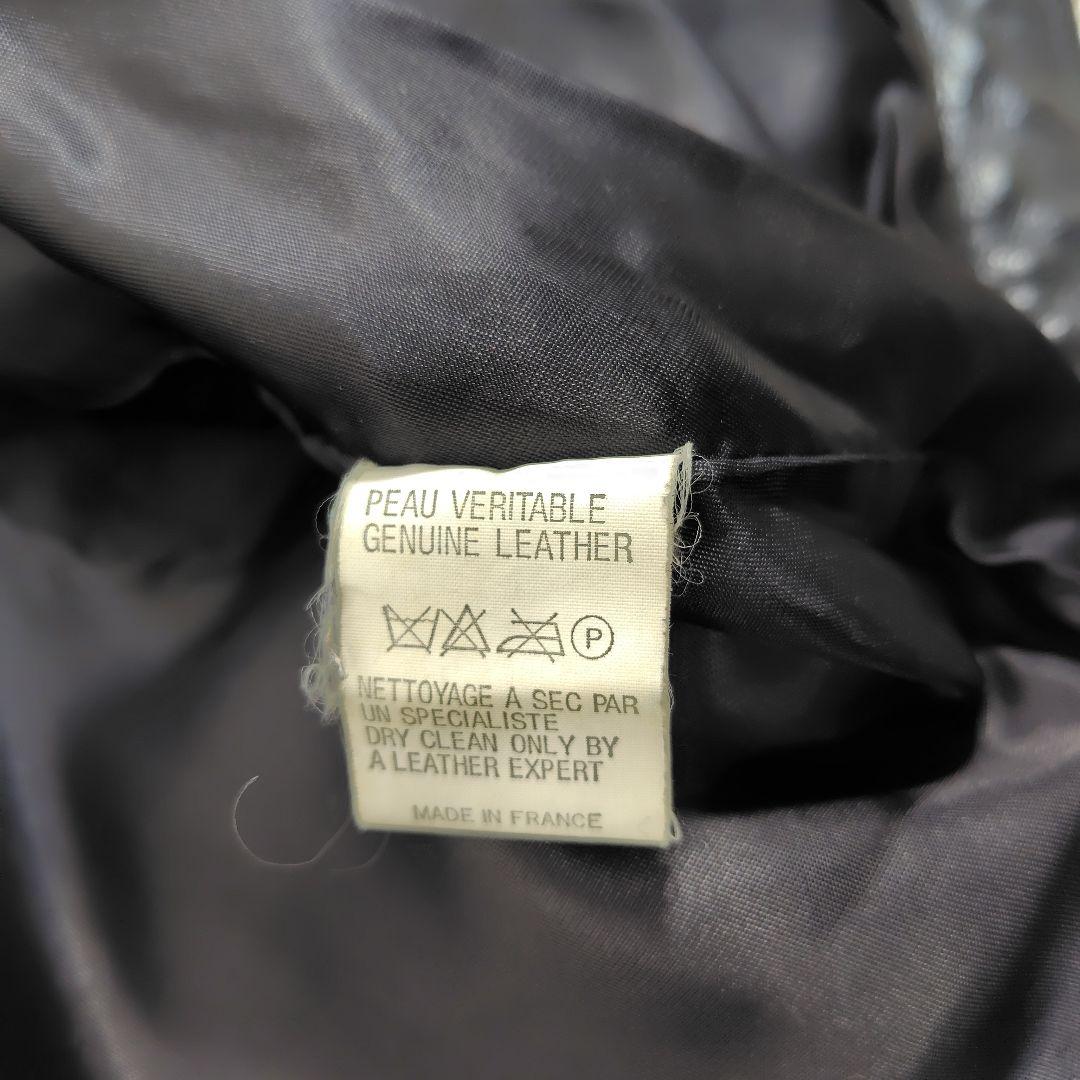 PEAU VERITABLE
GENUINE LEATHER
P
NETTOYAGE A SEC PAR
UN SPECIALISTE
DRY CLEAN ONLY BY
A LEATHER EXPERT
MADE IN FRANCE